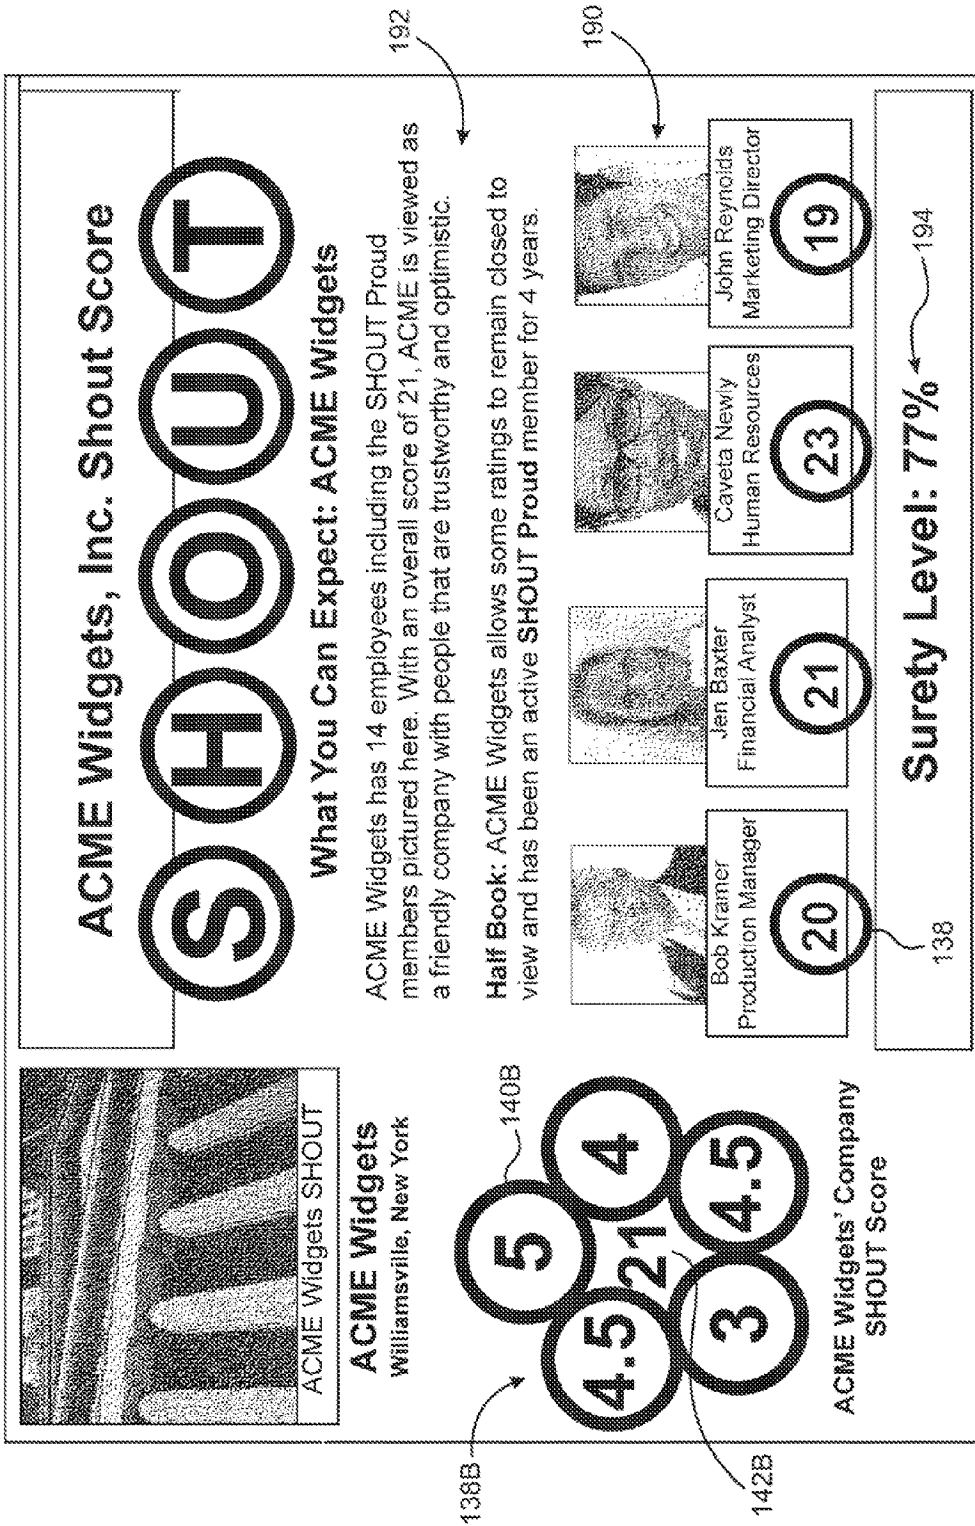 ACME Widgets, Inc. Shout Score
S H O U T
What You Can Expect: ACME Widgets
ACME Widgets has 14 employees including the SHOUT Proud
members pictured here. With an overall score of 21, ACME is viewed as
a friendly company with people that are trustworthy and optimistic.
192
Half Book: ACME Widgets allows some ratings to remain closed to
view and has been an active SHOUT Proud member for 4 years.
190
Bob Kramer
Production Manager
20
138
Jen Baxter
Financial Analyst
21
Caveta Newly
Human Resources
23
John Reynolds
Marketing Director
19
Surety Level: 77%
194
ACME Widgets SHOUT
ACME Widgets
Williamsville, New York
138B
140B
5
4.5
4
21
3
4.5
142B
ACME Widgets' Company
SHOUT Score